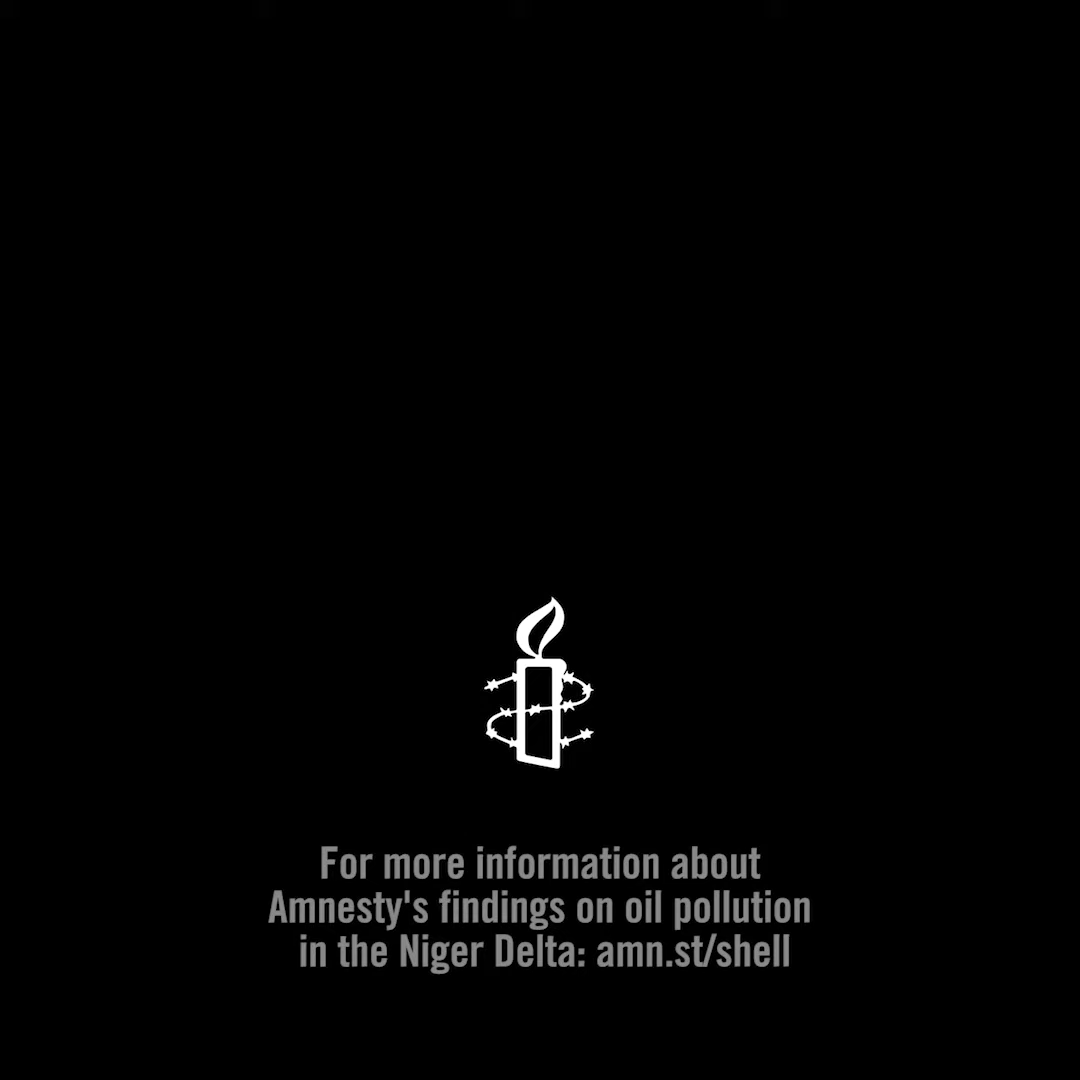 For more information about
Amnesty's findings on oil pollution
in the Niger Delta: amn.st/shell